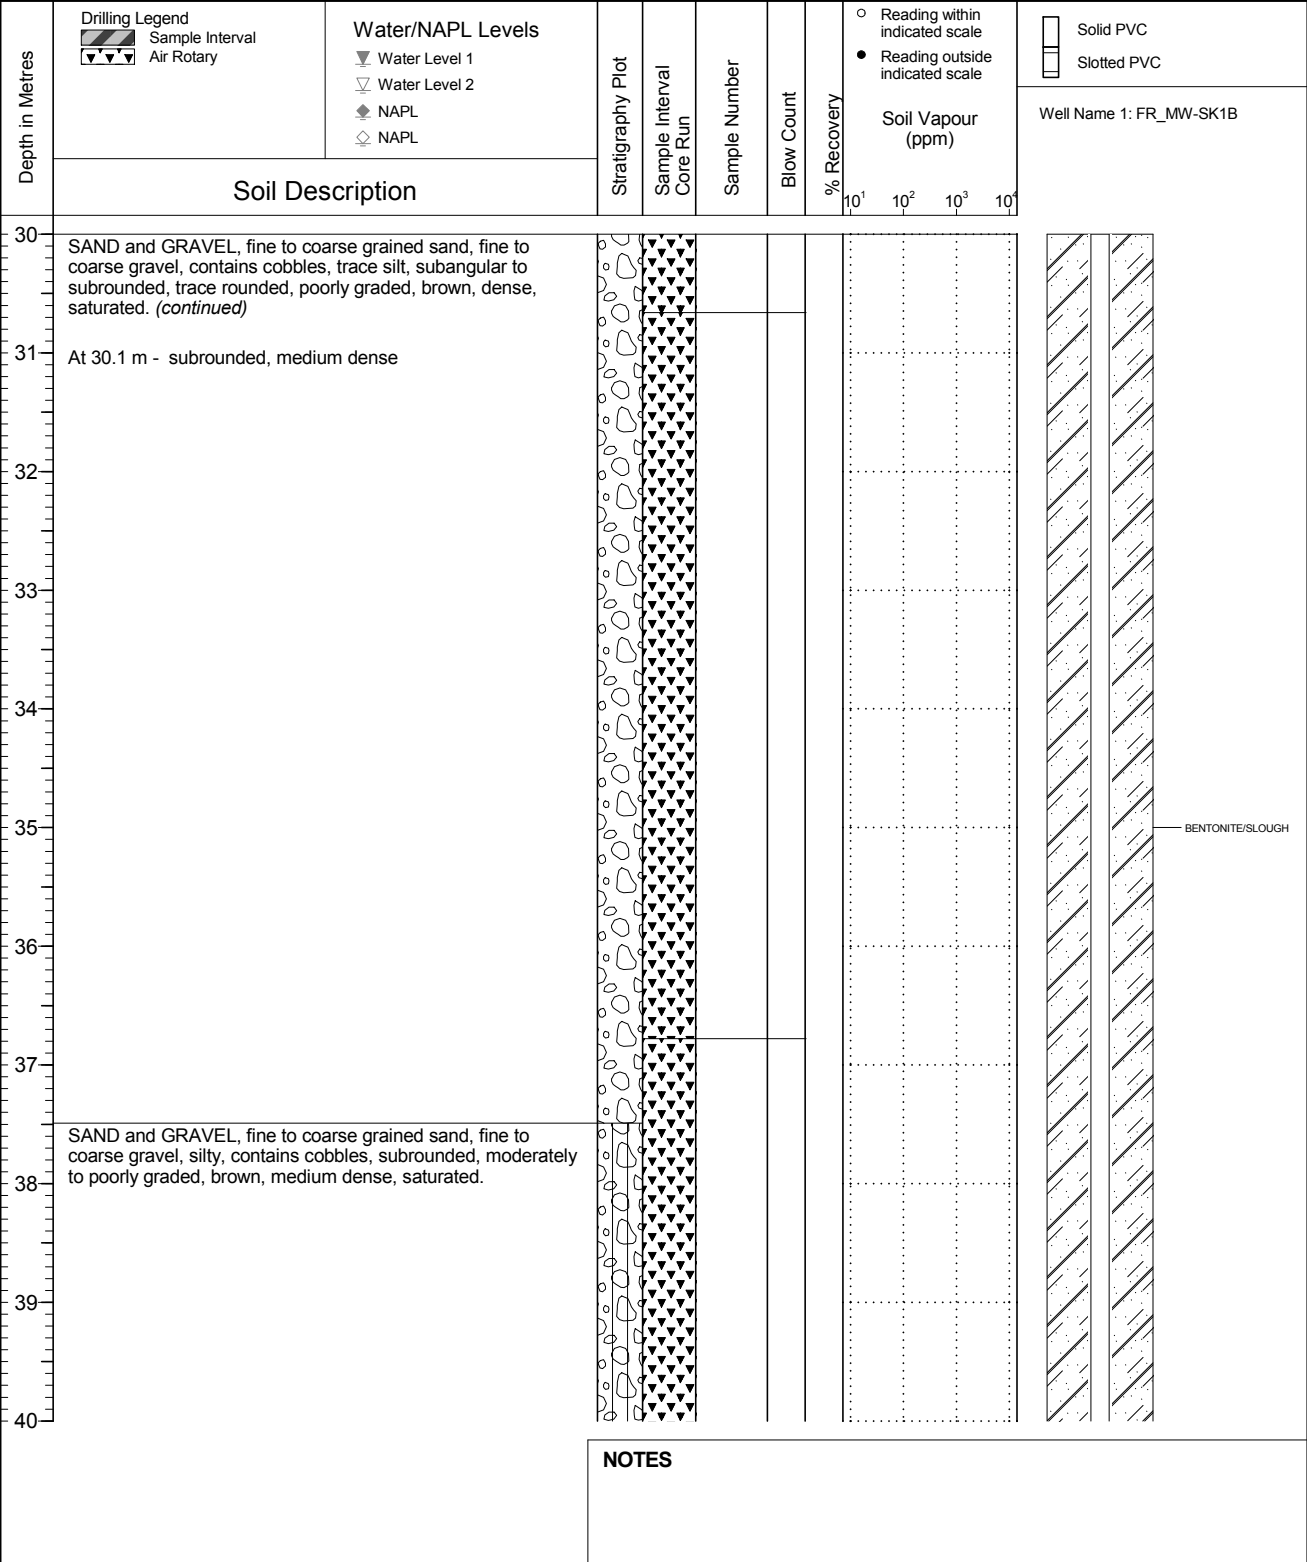 Depth in Metres
Drilling Legend
Sample Interval
Air Rotary
Water/NAPL Levels
Water Level 1
Water Level 2
NAPL
NAPL
Soil Description
Stratigraphy Plot
Sample Interval
Core Run
Sample Number
Blow Count
% Recovery
Reading within
indicated scale
Reading outside
indicated scale
Soil Vapour
(ppm)
10¹ 10² 10³ 10⁴
Solid PVC
Slotted PVC
Well Name 1: FR_MW-SK1B
30
SAND and GRAVEL, fine to coarse grained sand, fine to
coarse gravel, contains cobbles, trace silt, subangular to
subrounded, trace rounded, poorly graded, brown, dense,
saturated. (continued)
31
At 30.1 m - subrounded, medium dense
32
33
34
35
BENTONITE/SLOUGH
36
37
SAND and GRAVEL, fine to coarse grained sand, fine to
coarse gravel, silty, contains cobbles, subrounded, moderately
to poorly graded, brown, medium dense, saturated.
38
39
40
NOTES